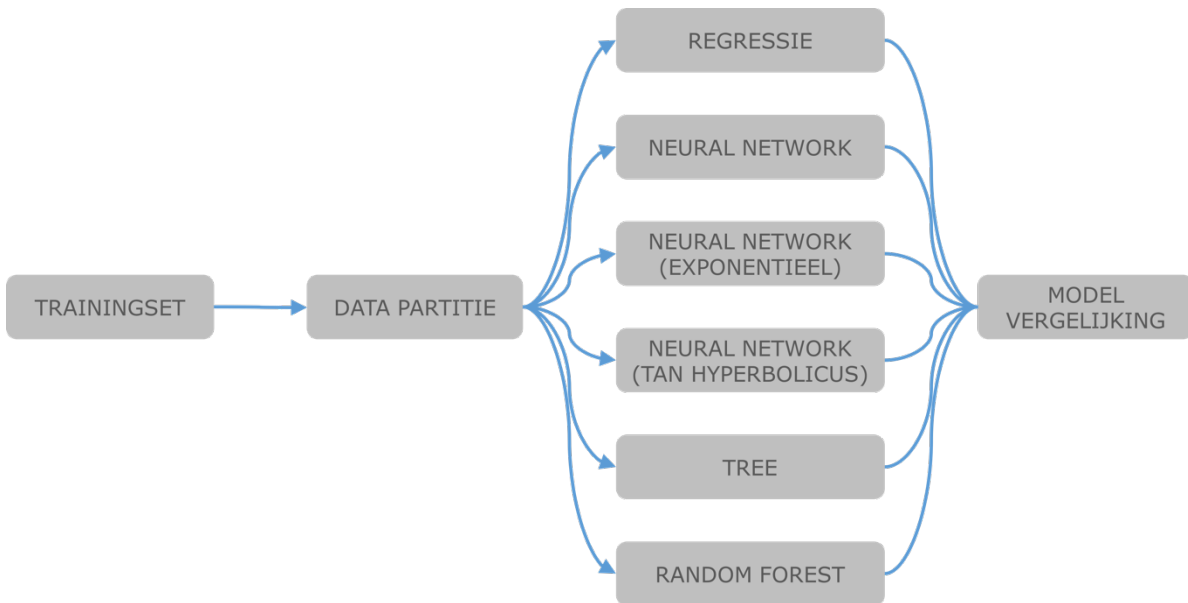 REGRESSIE
NEURAL NETWORK
NEURAL NETWORK
(EXPONENTIEEL)
TRAININGSET
DATA PARTITIE
MODEL
VERGELIJKING
NEURAL NETWORK
(TAN HYPERBOLICUS)
TREE
RANDOM FOREST